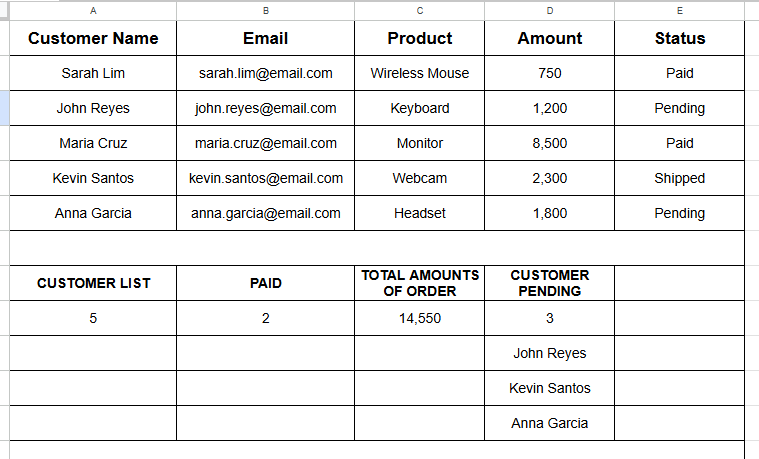 A B C D E
Customer Name Email Product Amount Status
Sarah Lim sarah.lim@email.com Wireless Mouse 750 Paid
John Reyes john.reyes@email.com Keyboard 1,200 Pending
Maria Cruz maria.cruz@email.com Monitor 8,500 Paid
Kevin Santos kevin.santos@email.com Webcam 2,300 Shipped
Anna Garcia anna.garcia@email.com Headset 1,800 Pending
CUSTOMER LIST PAID TOTAL AMOUNTS OF ORDER CUSTOMER PENDING
5 2 14,550 3
John Reyes
Kevin Santos
Anna Garcia